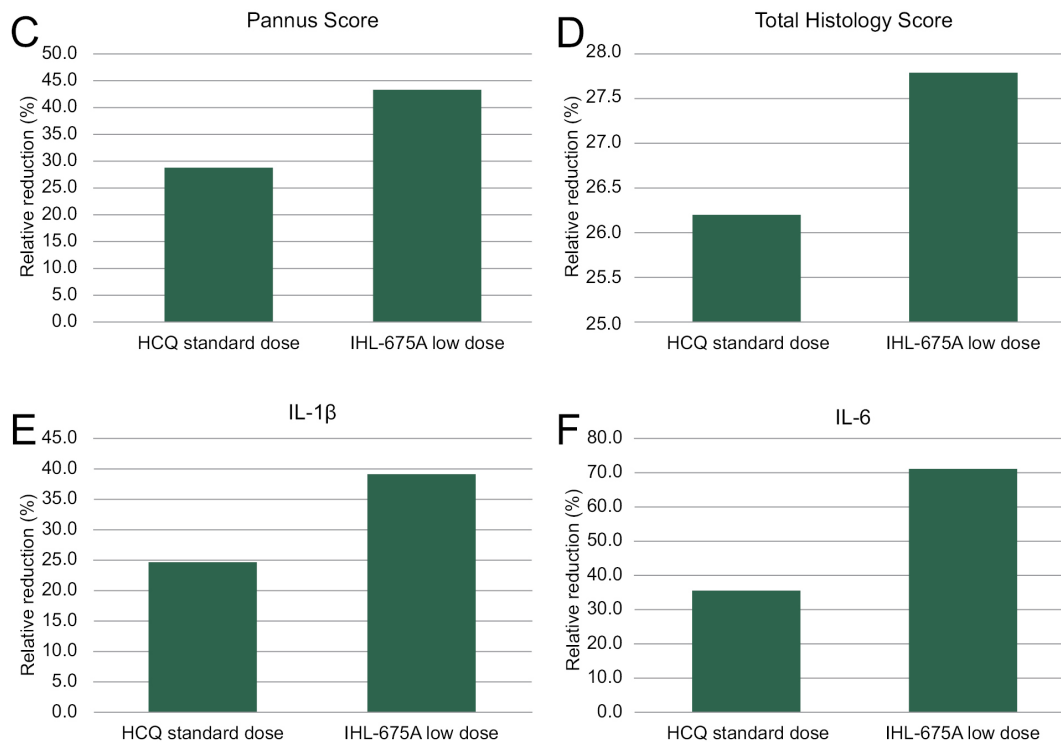 C
Pannus Score
Relative reduction (%)
50.0
45.0
40.0
35.0
30.0
25.0
20.0
15.0
10.0
5.0
0.0
HCQ standard dose
IHL-675A low dose
D
Total Histology Score
Relative reduction (%)
28.0
27.5
27.0
26.5
26.0
25.5
25.0
HCQ standard dose
IHL-675A low dose
E
IL-1β
Relative reduction (%)
45.0
40.0
35.0
30.0
25.0
20.0
15.0
10.0
5.0
0.0
HCQ standard dose
IHL-675A low dose
F
IL-6
Relative reduction (%)
80.0
70.0
60.0
50.0
40.0
30.0
20.0
10.0
0.0
HCQ standard dose
IHL-675A low dose